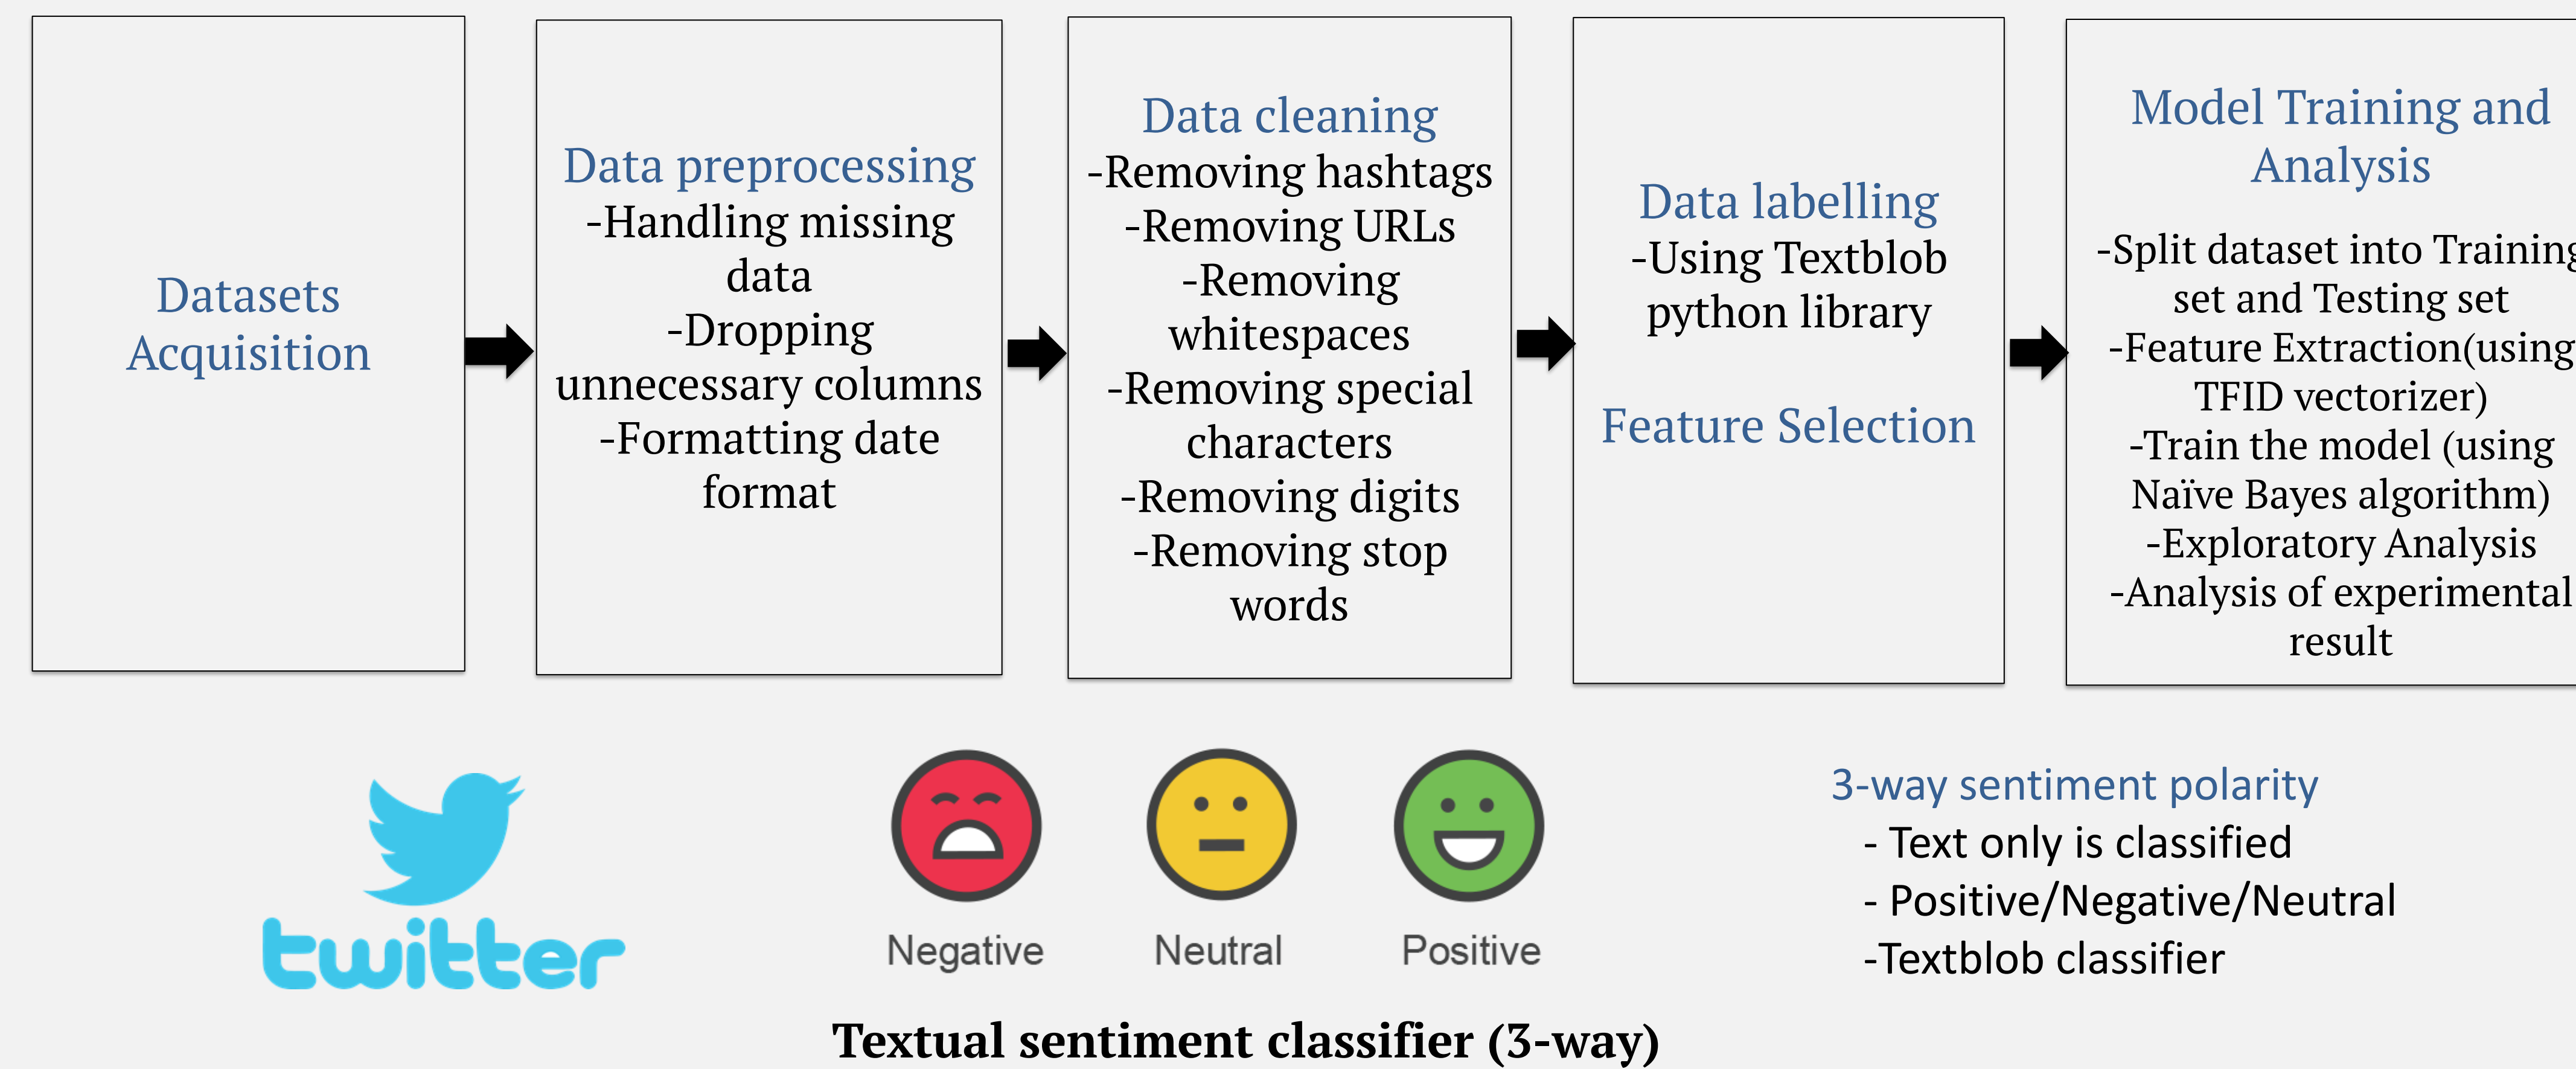 Datasets
Acquisition
Data preprocessing
-Handling missing
data
-Dropping
unnecessary columns
-Formatting date
format
Data cleaning
-Removing hashtags
-Removing URLs
-Removing
whitespaces
-Removing special
characters
-Removing digits
-Removing stop
words
Data labelling
-Using Textblob
python library
Feature Selection
Model Training and
Analysis
-Split dataset into Training
set and Testing set
-Feature Extraction(using
TFID vectorizer)
-Train the model (using
Naïve Bayes algorithm)
-Exploratory Analysis
-Analysis of experimental
result
twitter
Negative
Neutral
Positive
3-way sentiment polarity
- Text only is classified
- Positive/Negative/Neutral
-Textblob classifier
Textual sentiment classifier (3-way)